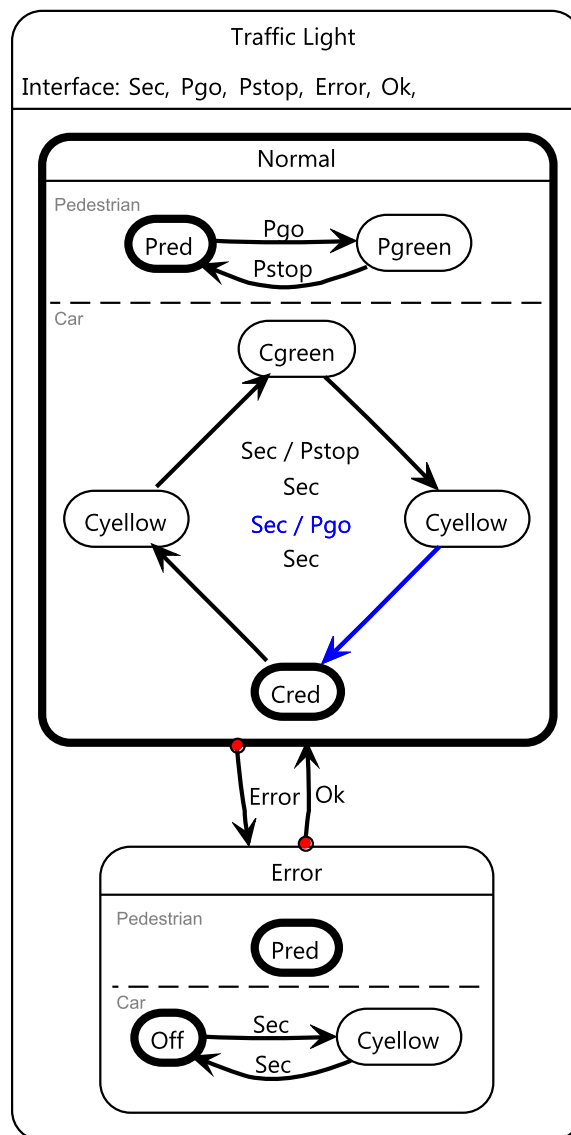 Traffic Light
Interface: Sec, Pgo, Pstop, Error, Ok,
Normal
Pedestrian
Pred
Pgo
Pgreen
Pstop
Car
Cgreen
Sec / Pstop
Sec
Cyellow
Sec / Pgo
Cyellow
Sec
Cred
Error
Ok
Error
Pedestrian
Pred
Car
Off
Sec
Cyellow
Sec